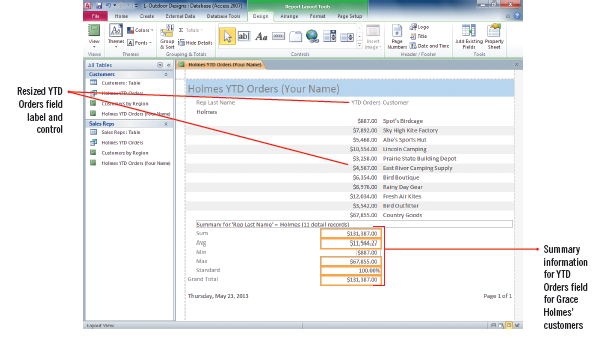 L Outdoor Designs : Database (Access 2007)
Report Layout Tools
File
Home
Create
External Data
Database Tools
Design
Arrange
Format
Page Setup
View
Themes
Colors
Fonts
Group & Sort
Totals
Hide Details
Aa
ab|
Insert Image
Page Numbers
Logo
Title
Date and Time
Add Existing Fields
Property Sheet
Views
Themes
Grouping & Totals
Controls
Header / Footer
Tools
All Tables
Customers
Customers : Table
Holmes YTD Orders
Customers by Region
Holmes YTD Orders (Your Name)
Sales Reps
Sales Reps : Table
Holmes YTD Orders
Customers by Region
Holmes YTD Orders (Your Name)
Holmes YTD Orders (Your Name)
Holmes YTD Orders (Your Name)
Rep Last Name YTD Orders Customer
Holmes
$887.00 Spot's Birdcage
$7,892.00 Sky High Kite Factory
$5,468.00 Abe's Sports Hut
$10,554.00 Lincoln Camping
$3,258.00 Prairie State Building Depot
$4,567.00 East River Camping Supply
$6,354.00 Bird Boutique
$8,976.00 Rainy Day Gear
$12,034.00 Fresh Air Kites
$3,542.00 Bird Outfitter
$67,855.00 Country Goods
Summary for 'Rep Last Name' = Holmes (11 detail records)
Sum $131,387.00
Avg $11,944.27
Min $887.00
Max $67,855.00
Standard 100.00%
Grand Total $131,387.00
Thursday, May 23, 2013 Page 1 of 1
Layout View
Resized YTD
Orders field
label and
control
Summary
information
for YTD
Orders field
for Grace
Holmes'
customers